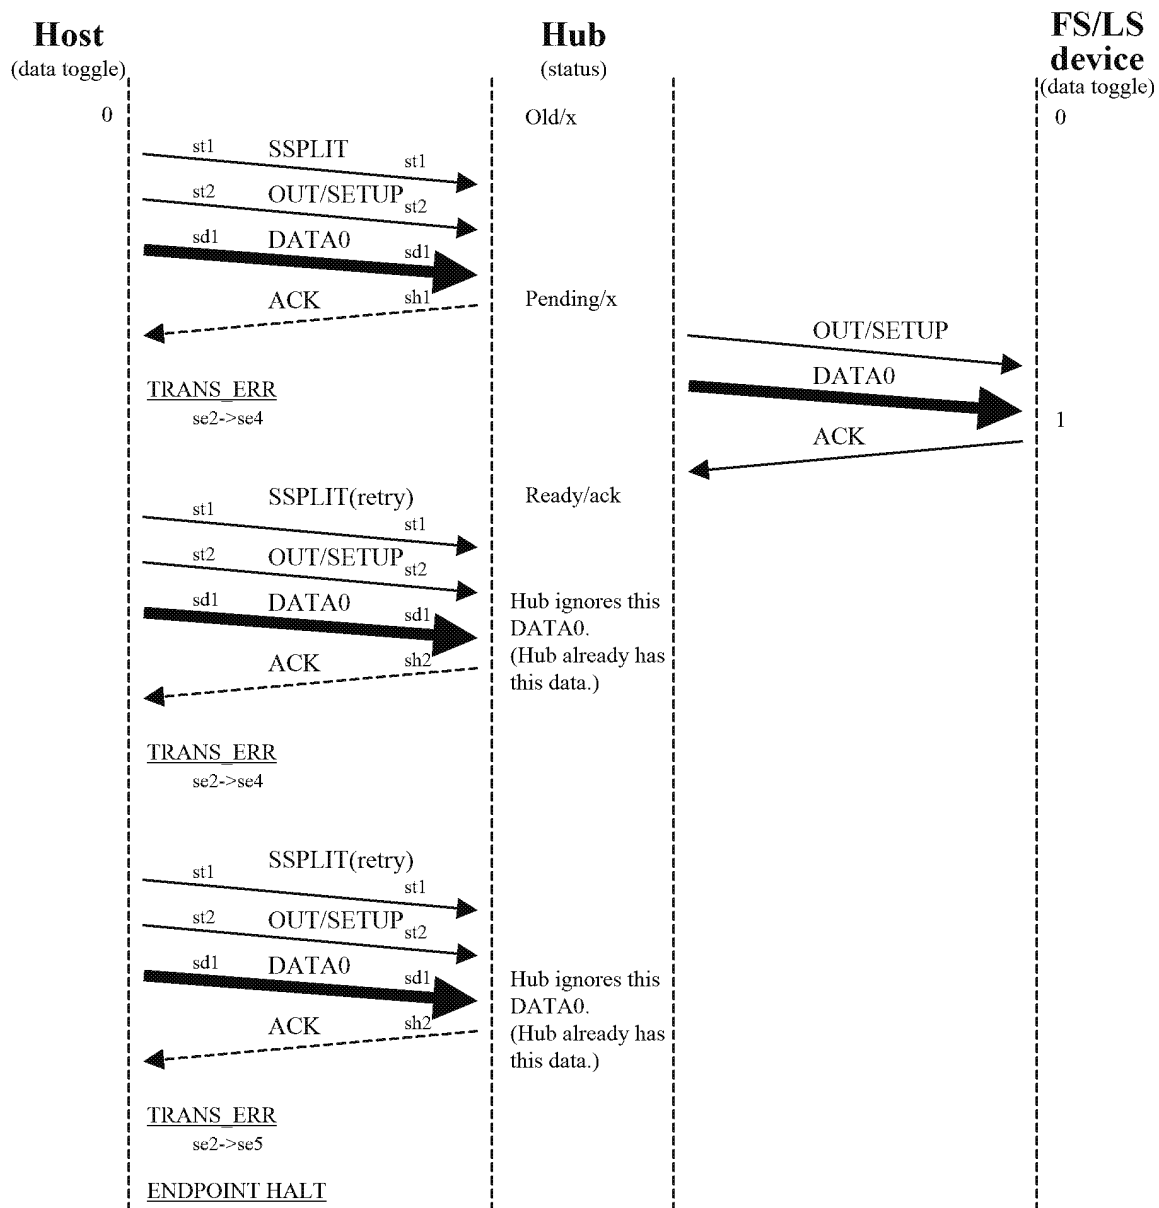 Host
(data toggle)
Hub
(status)
FS/LS
device
(data toggle)
0
Old/x
0
st1 SSPLIT st1
st2 OUT/SETUP st2
sd1 DATA0 sd1
ACK sh1
Pending/x
OUT/SETUP
DATA0
1
ACK
TRANS_ERR
se2->se4
SSPLIT(retry)
st1 st1
Ready/ack
st2 OUT/SETUP st2
sd1 DATA0 sd1
ACK sh2
Hub ignores this
DATA0.
(Hub already has
this data.)
TRANS_ERR
se2->se4
SSPLIT(retry)
st1 st1
st2 OUT/SETUP st2
sd1 DATA0 sd1
ACK sh2
Hub ignores this
DATA0.
(Hub already has
this data.)
TRANS_ERR
se2->se5
ENDPOINT HALT